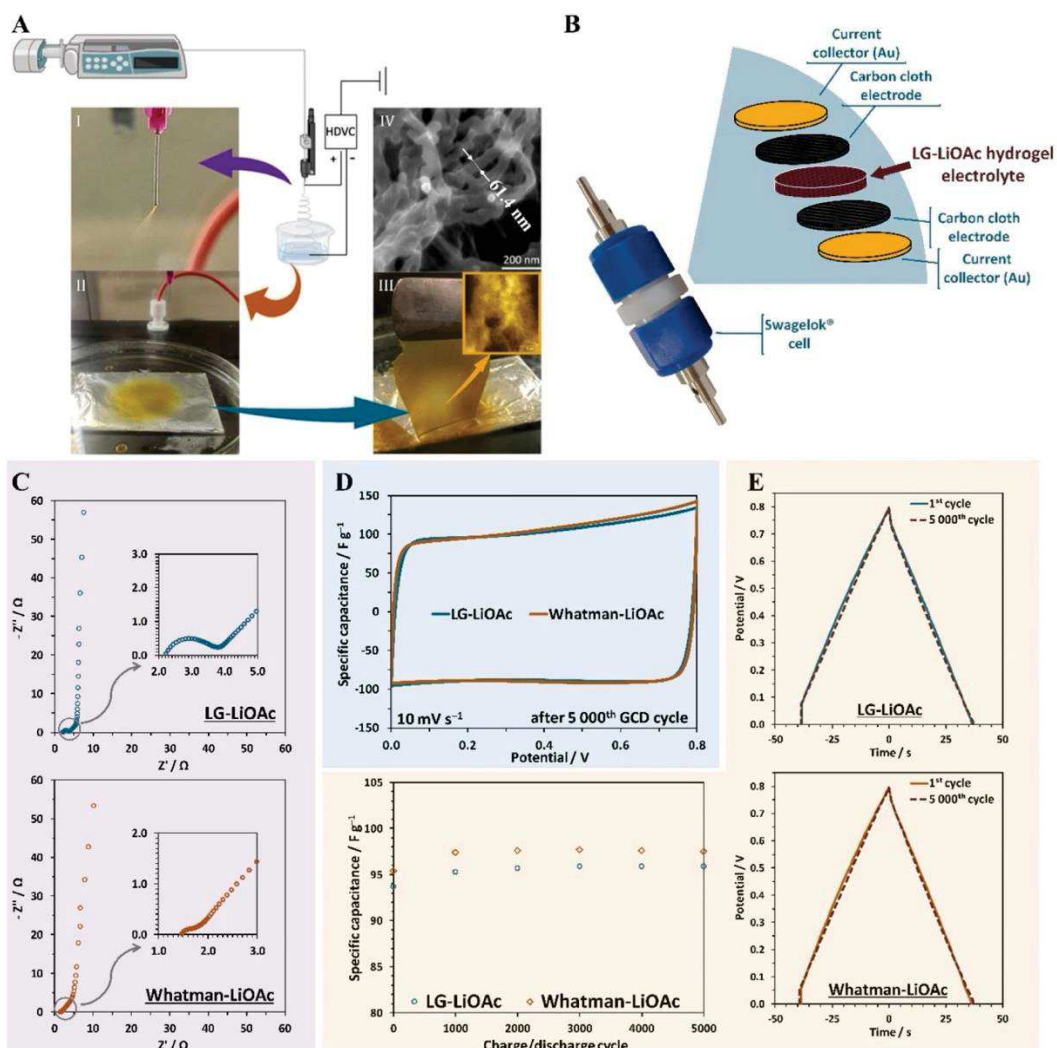 A
HDVC
+ -
I
II
III
IV
61.4 nm
200 nm
B
Current
collector (Au)
Carbon cloth
electrode
LG-LiOAc hydrogel
electrolyte
Carbon cloth
electrode
Current
collector (Au)
Swagelok®
cell
C
60
50
40
30
20
10
0
- Z'' / Ω
3.0
2.0
1.0
0.0
2.0 3.0 4.0 5.0
LG-LiOAc
0 10 20 30 40 50 60
Z' / Ω
60
50
40
30
20
10
0
- Z'' / Ω
2.0
1.0
0.0
1.0 2.0 3.0
Whatman-LiOAc
0 10 20 30 40 50 60
Z' / Ω
D
150
100
50
0
-50
-100
-150
Specific capacitance / F g⁻¹
LG-LiOAc Whatman-LiOAc
10 mV s⁻¹ after 5 000th GCD cycle
0.0 0.2 0.4 0.6 0.8
Potential / V
105
100
95
90
85
80
Specific capacitance / F g⁻¹
LG-LiOAc Whatman-LiOAc
0 1000 2000 3000 4000 5000
Charge/discharge cycle
E
1st cycle
5 000th cycle
0.8
0.7
0.6
0.8
0.4
0.3
0.2
0.1
0.0
Potential / V
LG-LiOAc
-50 -25 0 25 50
Time / s
1st cycle
5 000th cycle
0.8
0.7
0.6
0.5
0.4
0.3
0.2
0.1
0.0
Potential / V
Whatman-LiOAc
-50 -25 0 25 50
Time / s